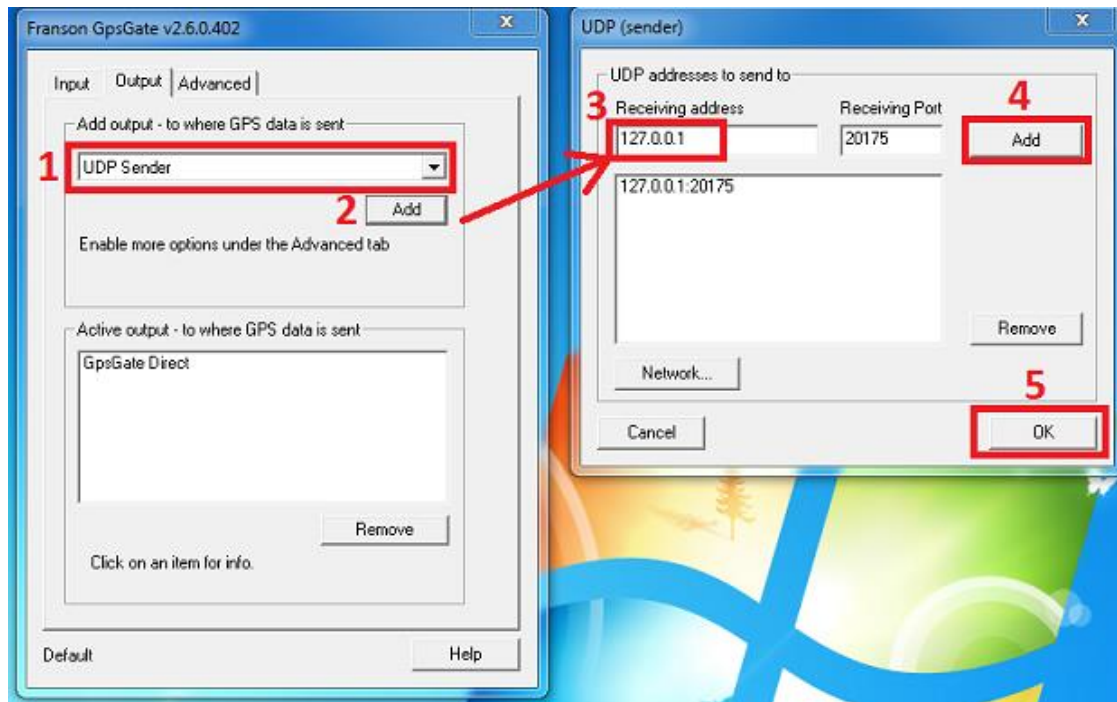 Franson GpsGate v2.6.0.402
x
Input Output Advanced
Add output - to where GPS data is sent
1 UDP Sender
2 Add
Enable more options under the Advanced tab
Active output - to where GPS data is sent
GpsGate Direct
Remove
Click on an item for info.
Default Help
UDP (sender)
x
UDP addresses to send to
Receiving address Receiving Port
3 127.0.0.1 20175 4 Add
127.0.0.1:20175
Remove
Network...
Cancel 5 OK